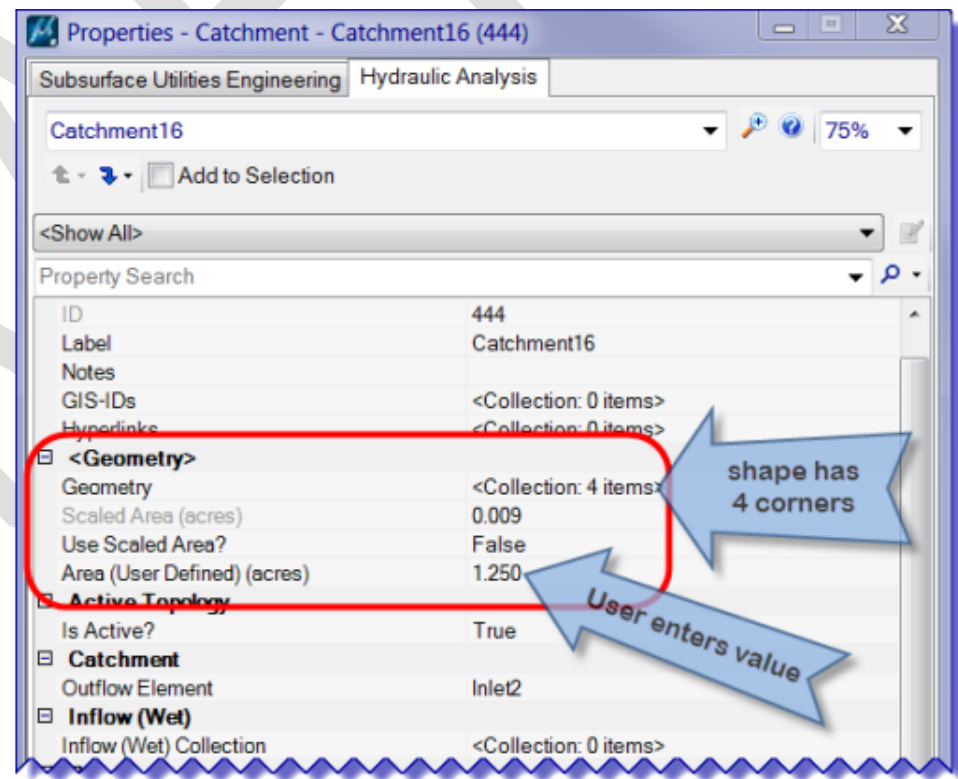 Properties - Catchment - Catchment16 (444)
Subsurface Utilities Engineering Hydraulic Analysis
Catchment16 75%
Add to Selection
<Show All>
Property Search
ID 444
Label Catchment16
Notes
GIS-IDs <Collection: 0 items>
Hyperlinks <Collection: 0 items>
<Geometry>
Geometry <Collection: 4 items>
shape has
4 corners
Scaled Area (acres) 0.009
Use Scaled Area? False
Area (User Defined) (acres) 1.250
User enters value
Active Topology
Is Active? True
Catchment
Outflow Element Inlet2
Inflow (Wet)
Inflow (Wet) Collection <Collection: 0 items>